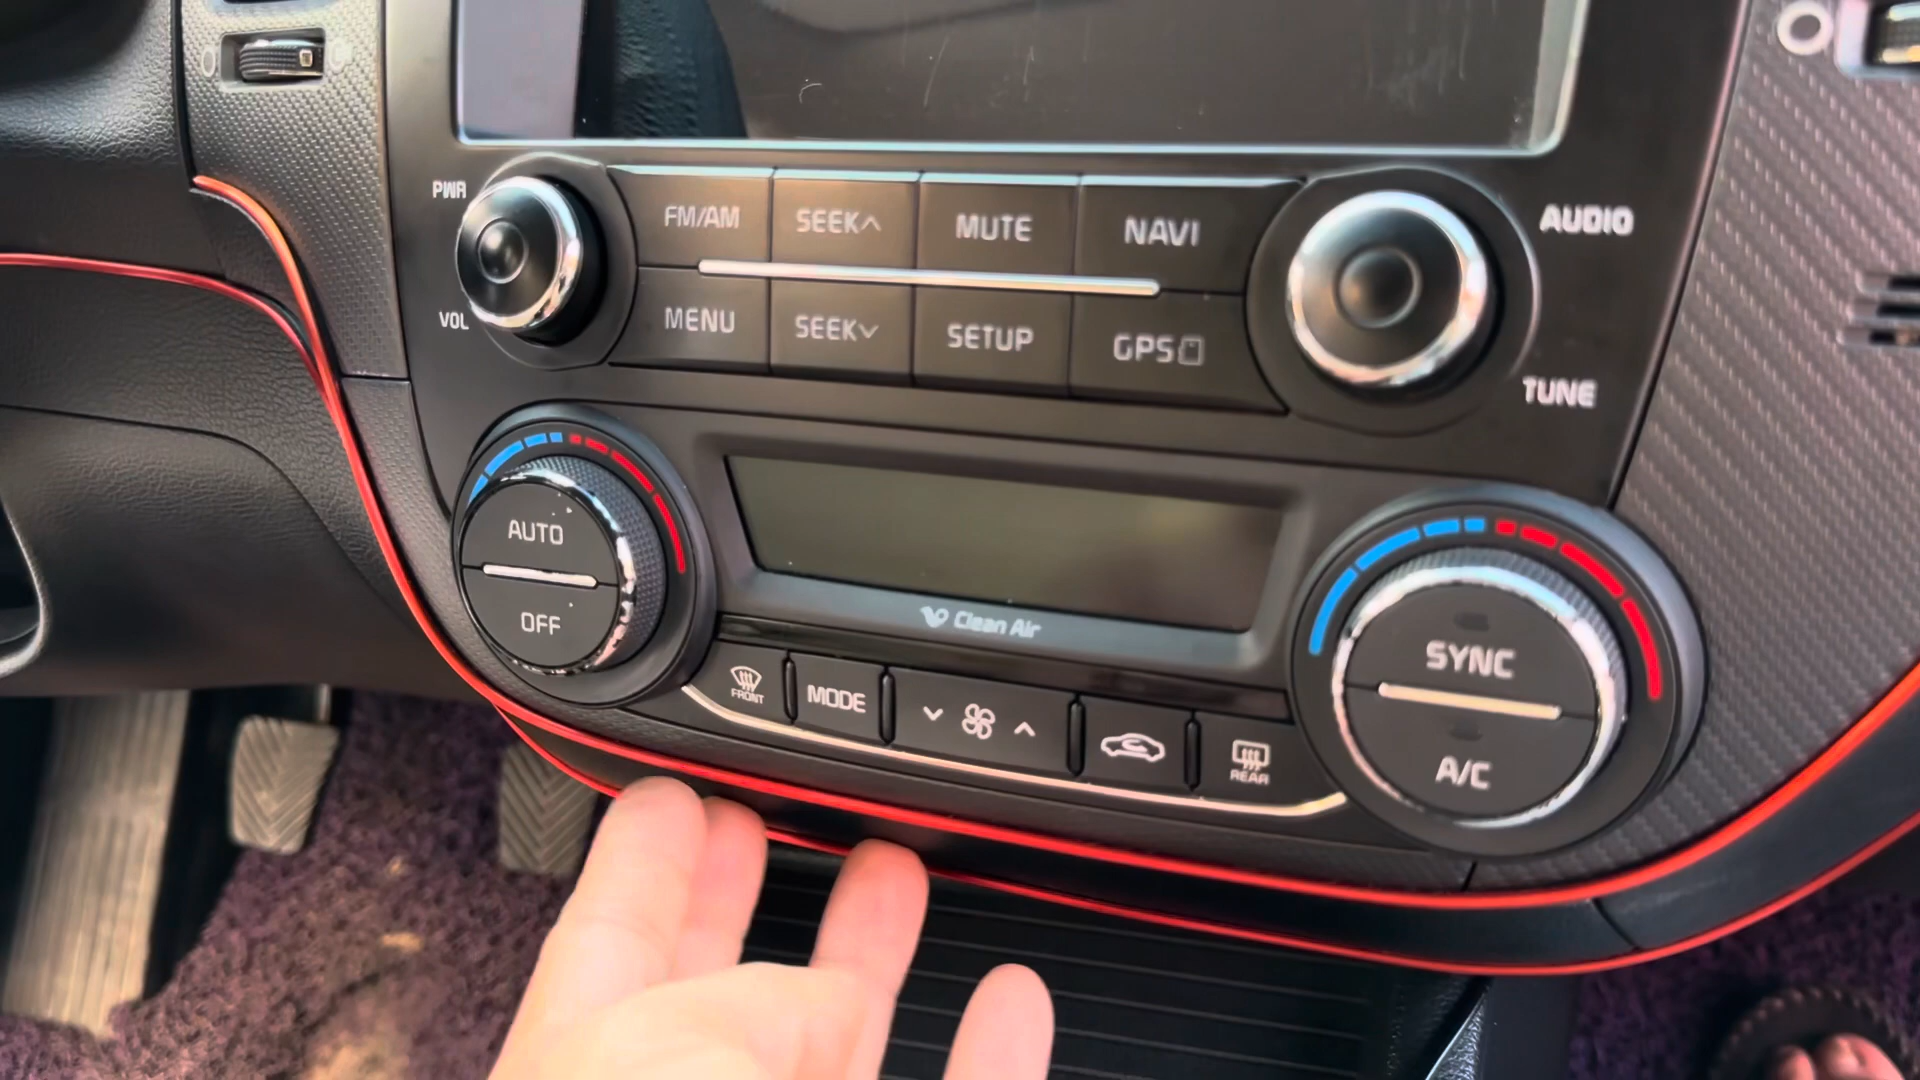 PWR
VOL
FM/AM
SEEK
MUTE
NAVI
AUDIO
MENU
SEEK
SETUP
GPS
TUNE
AUTO
OFF
Clean Air
FRONT
MODE
REAR
SYNC
A/C